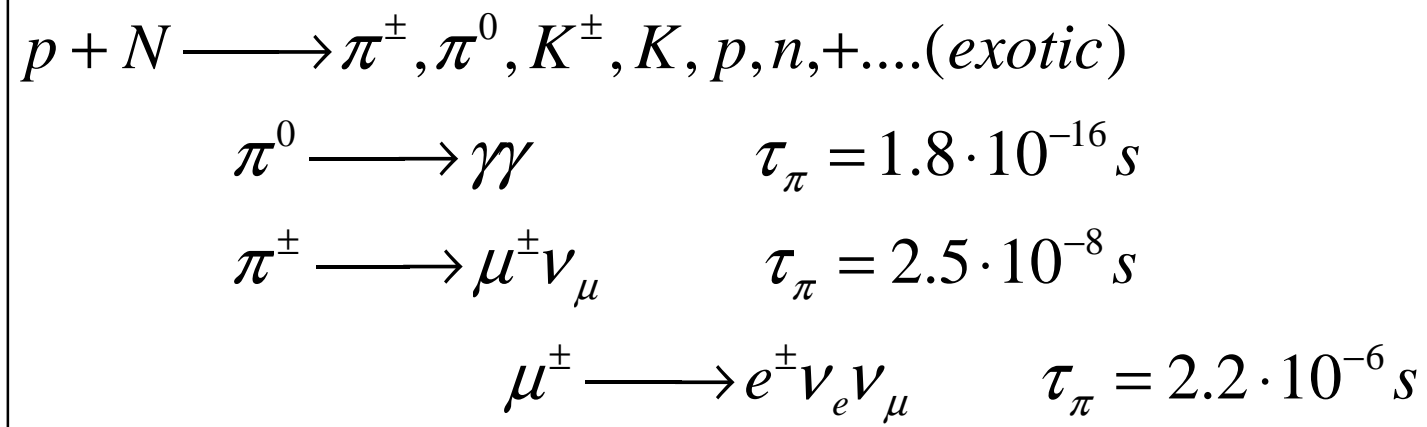 p + N ⟶ π^±, π^0, K^±, K, p, n,+....(exotic)
π^0 ⟶ γγ τ_π = 1.8·10^−16 s
π^± ⟶ μ^± ν_μ τ_π = 2.5·10^−8 s
μ^± ⟶ e^± ν_e ν_μ τ_π = 2.2·10^−6 s